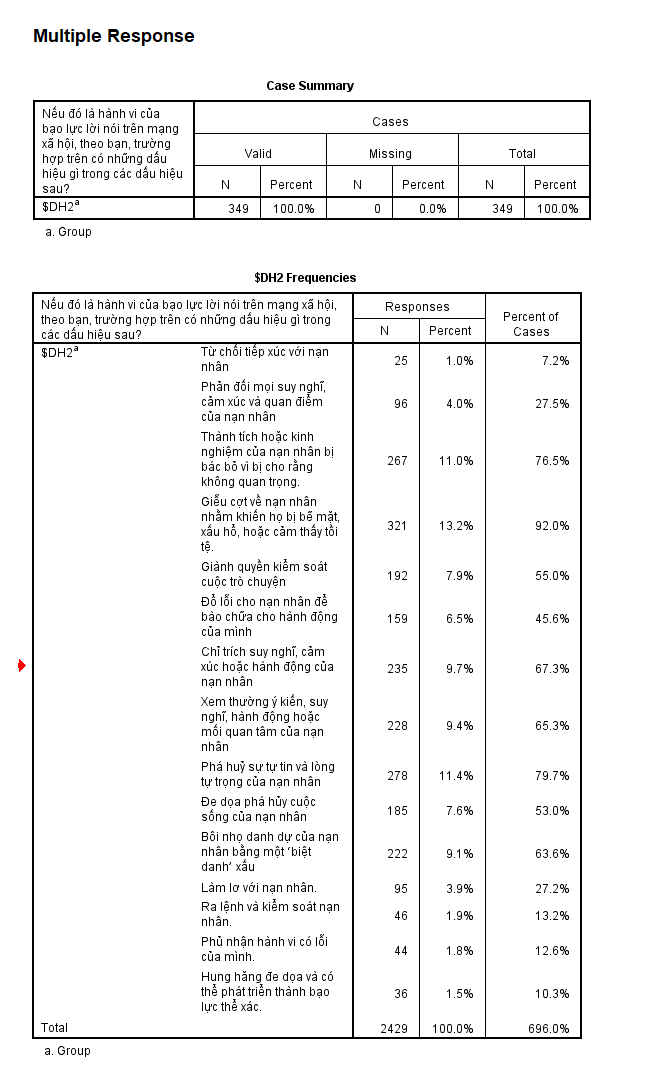 Multiple Response
Case Summary
Nếu đó là hành vi của
bạo lực lời nói trên mạng
xã hội, theo bạn, trường
hợp trên có những dấu
hiệu gì trong các dấu hiệu
sau?
Cases
Valid Missing Total
N Percent N Percent N Percent
$DH2a 349 100.0% 0 0.0% 349 100.0%
a. Group
$DH2 Frequencies
Nếu đó là hành vi của bạo lực lời nói trên mạng xã hội,
theo bạn, trường hợp trên có những dấu hiệu gì trong
các dấu hiệu sau?
Responses
Percent of
Cases
N Percent
$DH2a
Từ chối tiếp xúc với nạn
nhân
25 1.0% 7.2%
Phản đối mọi suy nghĩ,
cảm xúc và quan điểm
của nạn nhân
96 4.0% 27.5%
Thành tích hoặc kinh
nghiệm của nạn nhân bị
bác bỏ vì bị cho rằng
không quan trọng.
267 11.0% 76.5%
Giễu cợt về nạn nhân
nhằm khiến họ bị bẽ mặt,
xấu hổ, hoặc cảm thấy tồi
tệ.
321 13.2% 92.0%
Giành quyền kiểm soát
cuộc trò chuyện
192 7.9% 55.0%
Đổ lỗi cho nạn nhân để
bào chữa cho hành động
của mình
159 6.5% 45.6%
Chỉ trích suy nghĩ, cảm
xúc hoặc hành động của
nạn nhân
235 9.7% 67.3%
Xem thường ý kiến, suy
nghĩ, hành động hoặc
mối quan tâm của nạn
nhân
228 9.4% 65.3%
Phá huỷ sự tự tin và lòng
tự trọng của nạn nhân
278 11.4% 79.7%
Đe dọa phá hủy cuộc
sống của nạn nhân
185 7.6% 53.0%
Bôi nhọ danh dự của nạn
nhân bằng một ‘biệt
danh’ xấu
222 9.1% 63.6%
Làm lơ với nạn nhân.
95 3.9% 27.2%
Ra lệnh và kiểm soát nạn
nhân.
46 1.9% 13.2%
Phủ nhận hành vi có lỗi
của mình.
44 1.8% 12.6%
Hung hăng đe dọa và có
thể phát triển thành bạo
lực thể xác.
36 1.5% 10.3%
Total 2429 100.0% 696.0%
a. Group